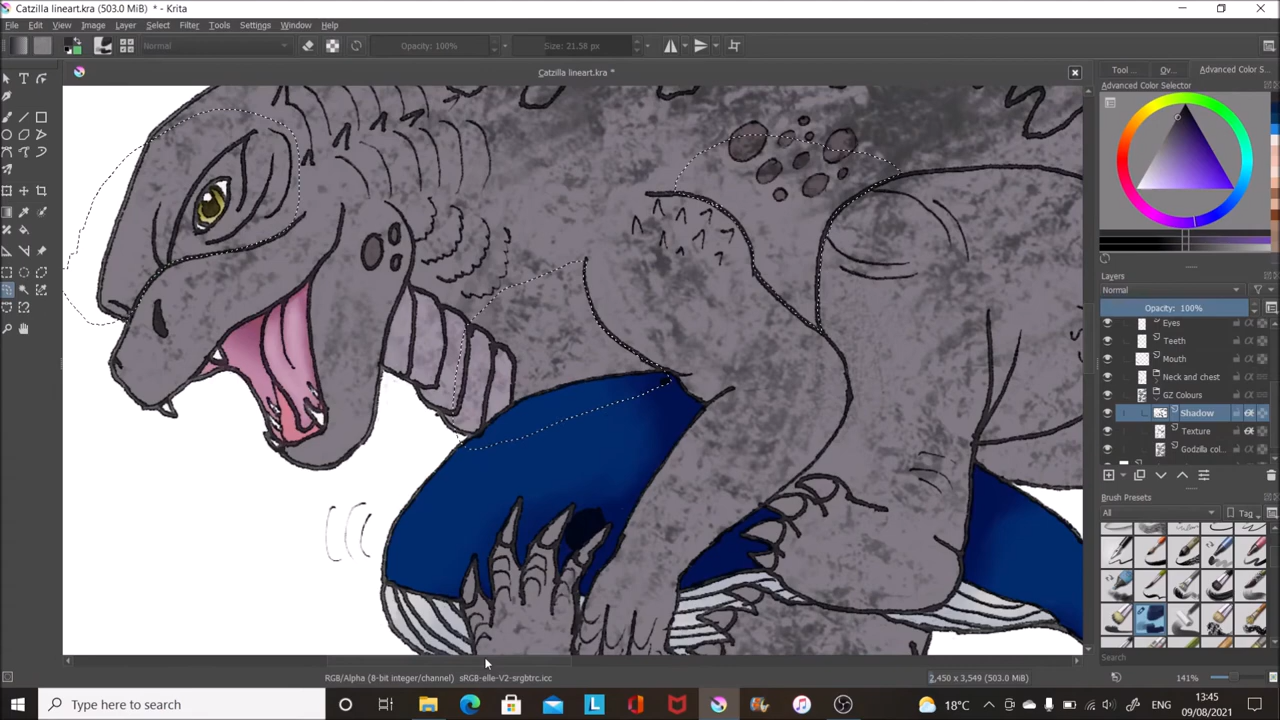 Catzilla lineart.kra (503.0 MiB) * - Krita
File Edit View Image Layer Select Filter Tools Settings Window Help
Normal Opacity: 100% Size: 21.58 px
Catzilla lineart.kra *
Tool ... Ov... Advanced Color S...
Advanced Color Selector
Layers
Normal
Opacity: 100%
Eyes
Teeth
Mouth
Neck and chest
GZ Colours
Shadow
Texture
Godzilla col...
Brush Presets
All Tag
Search
RGB/Alpha (8-bit integer/channel) sRGB-elle-V2-srgbtrc.icc
2,450 x 3,549 (503.0 MiB) 141%
Type here to search
L
18°C ENG
13:45
09/08/2021